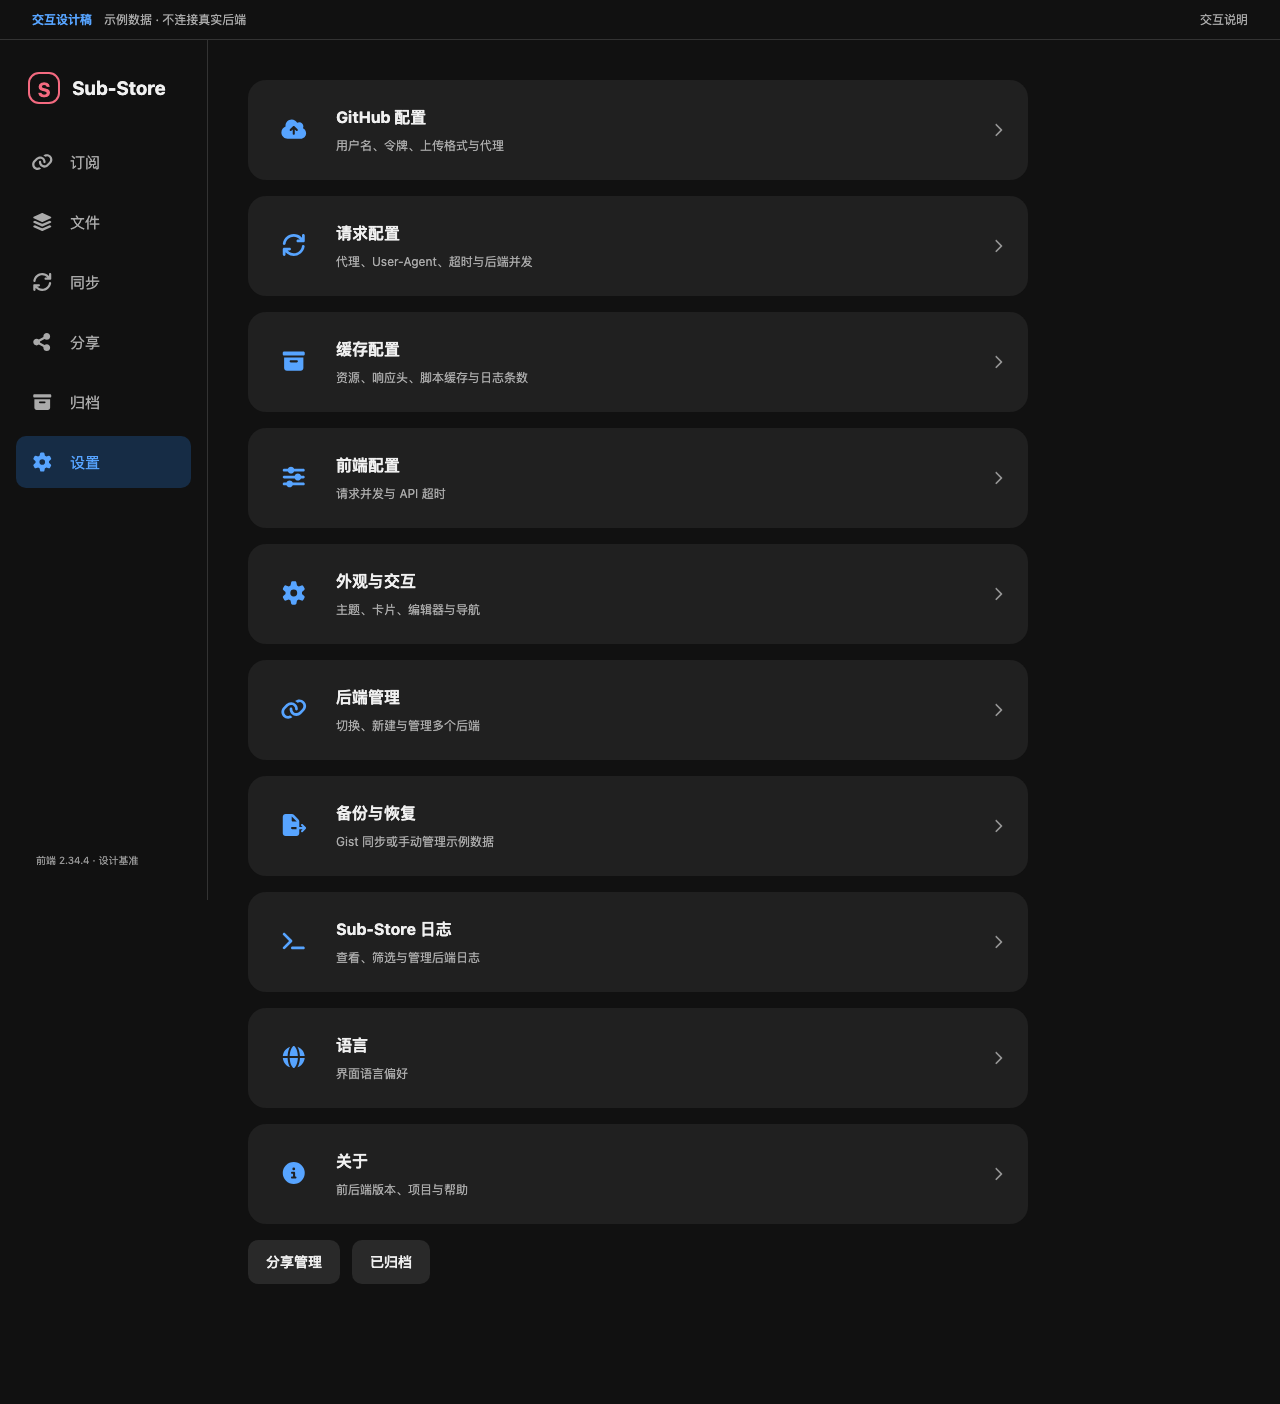 交互设计稿 示例数据 · 不连接真实后端
交互说明
S Sub-Store
订阅
文件
同步
分享
归档
设置
前端 2.34.4 · 设计基准
GitHub 配置
用户名、令牌、上传格式与代理
请求配置
代理、User-Agent、超时与后端并发
缓存配置
资源、响应头、脚本缓存与日志条数
前端配置
请求并发与 API 超时
外观与交互
主题、卡片、编辑器与导航
后端管理
切换、新建与管理多个后端
备份与恢复
Gist 同步或手动管理示例数据
Sub-Store 日志
查看、筛选与管理后端日志
语言
界面语言偏好
关于
前后端版本、项目与帮助
分享管理 已归档